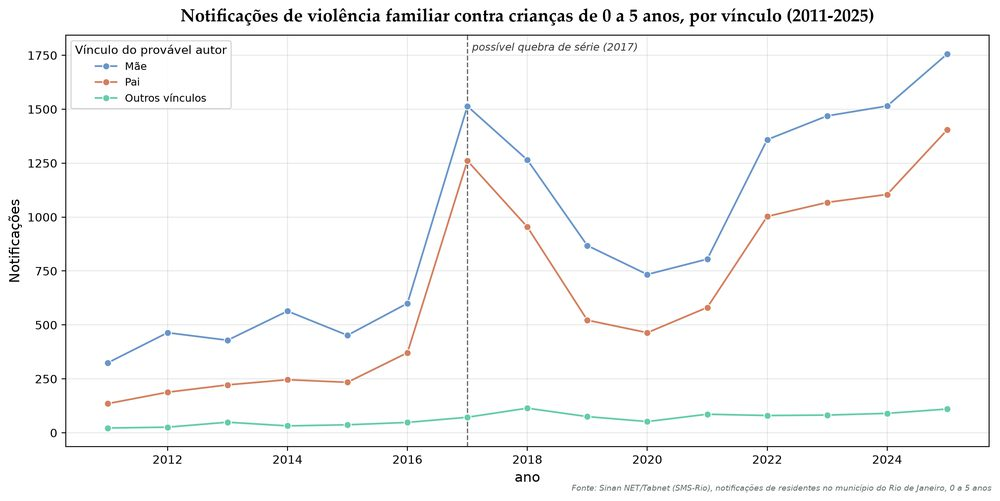 Notificações de violência familiar contra crianças de 0 a 5 anos, por vínculo (2011-2025)
Vínculo do provável autor
Mãe
Pai
Outros vínculos
possível quebra de série (2017)
Notificações
1750
1500
1250
1000
750
500
250
0
2012
2014
2016
2018
2020
2022
2024
ano
Fonte: Sinan NET/Tabnet (SMS-Rio), notificações de residentes no município do Rio de Janeiro, 0 a 5 anos